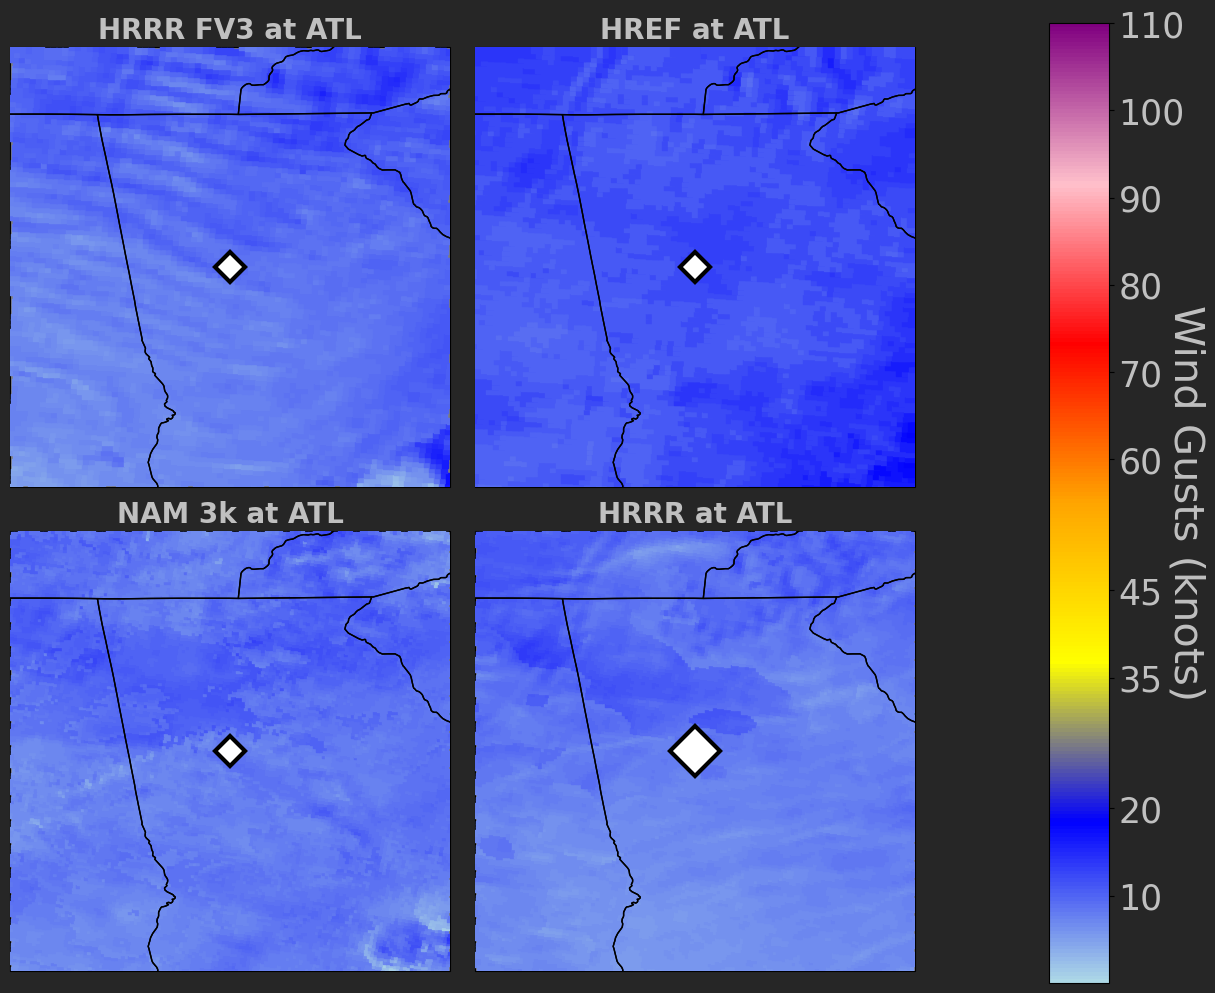 HRRR FV3 at ATL
HREF at ATL
NAM 3k at ATL
HRRR at ATL
110
100
90
80
70
60
45
35
20
10
Wind Gusts (knots)